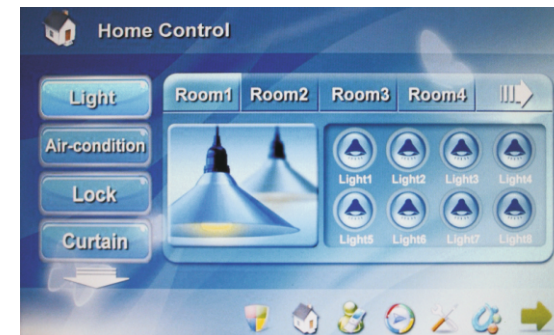 Home Control
Light
Room1 Room2 Room3 Room4
Air-condition
Lock
Curtain
Light1 Light2 Light3 Light4
Light5 Light6 Light7 Light8